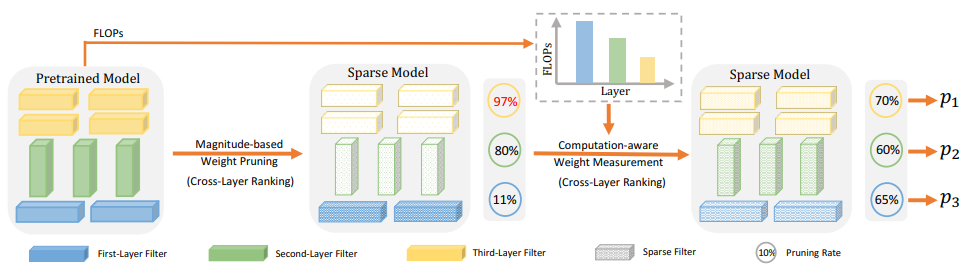 FLOPs
FLOPs
Layer
Pretrained Model
Sparse Model
Sparse Model
97%
80%
11%
Magnitude-based
Weight Pruning
(Cross-Layer Ranking)
Computation-aware
Weight Measurement
(Cross-Layer Ranking)
70%
60%
65%
p₁
p₂
p₃
First-Layer Filter
Second-Layer Filter
Third-Layer Filter
Sparse Filter
10%
Pruning Rate